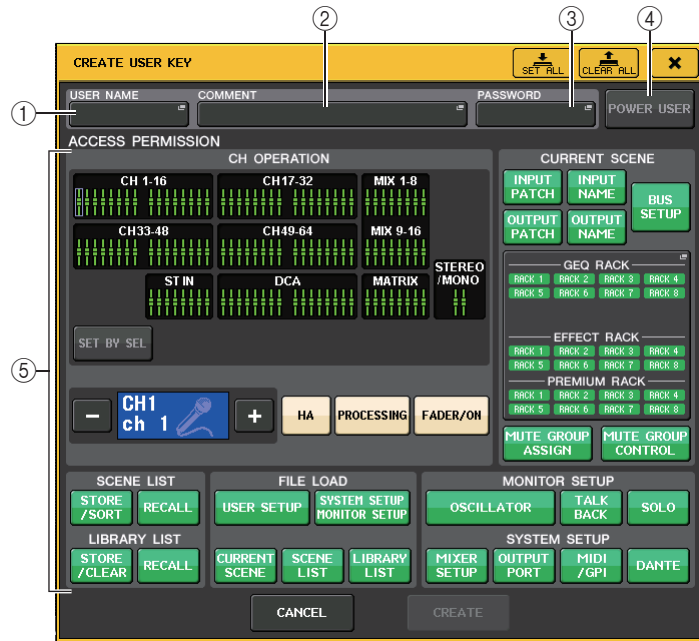 ① ② ③ ④ ⑤
CREATE USER KEY
SET ALL
CLEAR ALL
USER NAME
COMMENT
PASSWORD
POWER USER
ACCESS PERMISSION
CH OPERATION
CH 1-16
CH17-32
MIX 1-8
CH33-48
CH49-64
MIX 9-16
ST IN
DCA
MATRIX
STEREO
/MONO
SET BY SEL
−
CH1
ch 1
+
HA
PROCESSING
FADER/ON
CURRENT SCENE
INPUT
PATCH
INPUT
NAME
BUS
SETUP
OUTPUT
PATCH
OUTPUT
NAME
GEQ RACK
RACK 1 RACK 2 RACK 3 RACK 4
RACK 5 RACK 6 RACK 7 RACK 8
EFFECT RACK
RACK 1 RACK 2 RACK 3 RACK 4
RACK 5 RACK 6 RACK 7 RACK 8
PREMIUM RACK
RACK 1 RACK 2 RACK 3 RACK 4
RACK 5 RACK 6 RACK 7 RACK 8
MUTE GROUP
ASSIGN
MUTE GROUP
CONTROL
SCENE LIST
STORE
/SORT
RECALL
LIBRARY LIST
STORE
/CLEAR
RECALL
FILE LOAD
USER SETUP
SYSTEM SETUP
MONITOR SETUP
CURRENT
SCENE
SCENE
LIST
LIBRARY
LIST
MONITOR SETUP
OSCILLATOR
TALK
BACK
SOLO
SYSTEM SETUP
MIXER
SETUP
OUTPUT
PORT
MIDI
/GPI
DANTE
CANCEL
CREATE